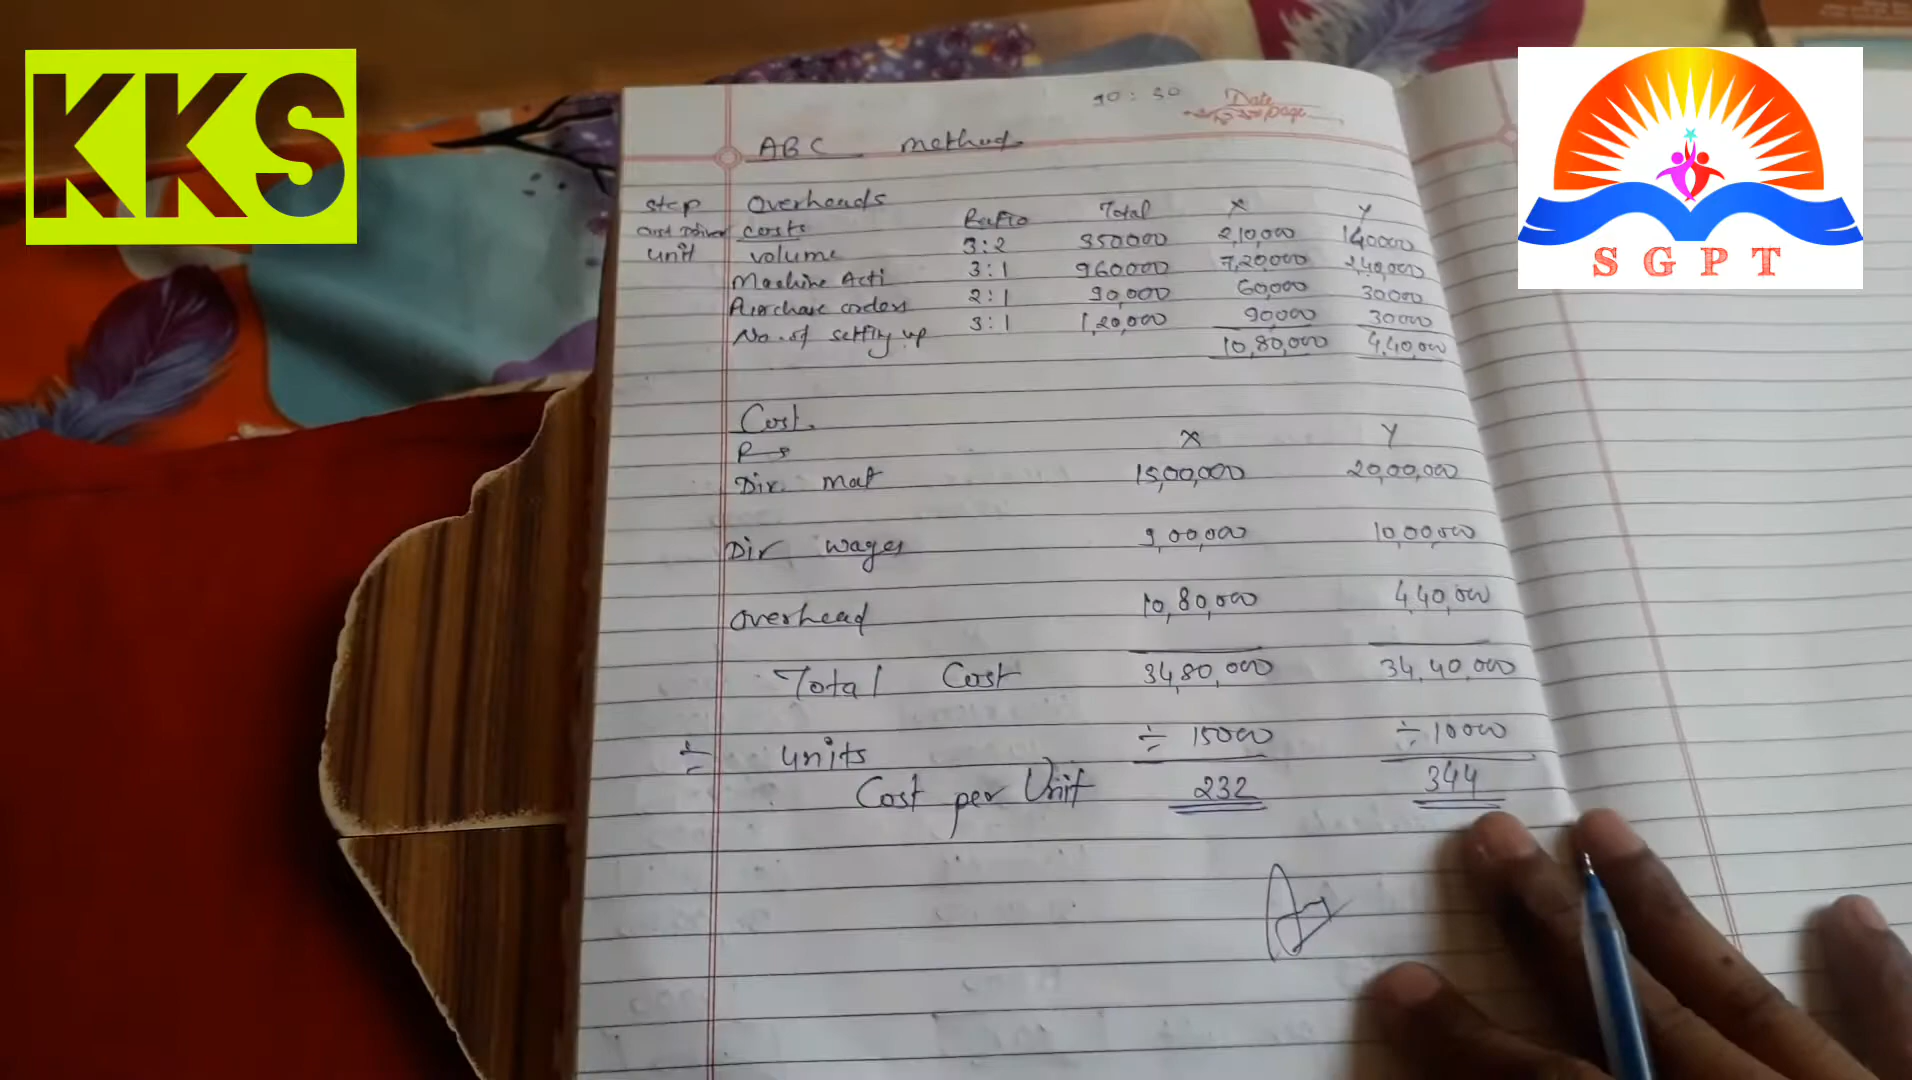 KKS
SGPT
10:30
Date
Page
ABC method
step overheads
cost Driver costs Ratio Total X Y
unit volume 3:2 350000 2,10,000 140000
Machine Acti 3:1 960000 7,20,000 2,40,000
Purchase orders 2:1 90,000 60,000 30000
No. of setting up 3:1 1,20,000 90,000 30000
10,80,000 4,40,000
Cost.
Rs X Y
Dir. mat 15,00,000 20,00,000
Dir wages 9,00,000 10,00,000
overhead 10,80,000 4,40,000
Total Cost 34,80,000 34,40,000
÷ units ÷ 15000 ÷ 10000
Cost per Unit 232 344